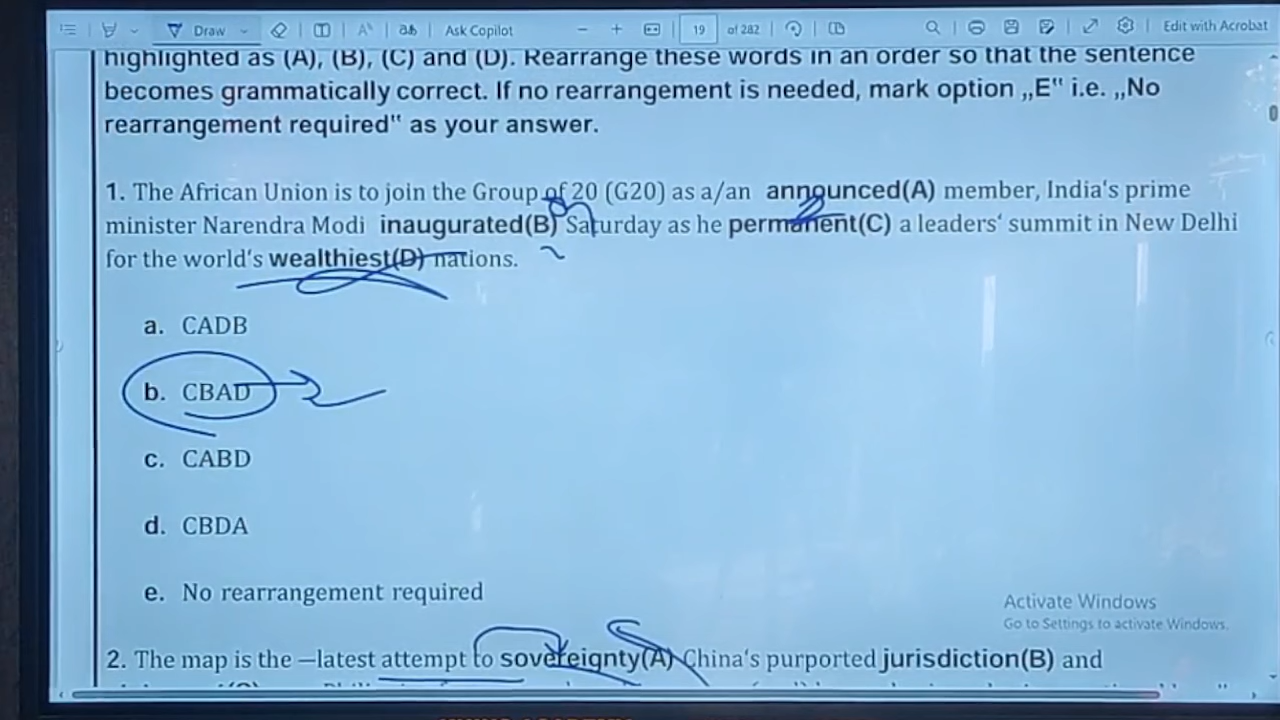 Draw
Ask Copilot
19
of 282
Edit with Acrobat
highlighted as (A), (B), (C) and (D). Rearrange these words in an order so that the sentence
becomes grammatically correct. If no rearrangement is needed, mark option „E" i.e. „No
rearrangement required" as your answer.
1. The African Union is to join the Group of 20 (G20) as a/an announced(A) member, India's prime
minister Narendra Modi inaugurated(B) Saturday as he permanent(C) a leaders‘ summit in New Delhi
for the world's wealthiest(D) nations.
a. CADB
b. CBAD
c. CABD
d. CBDA
e. No rearrangement required
Activate Windows
Go to Settings to activate Windows.
2. The map is the —latest attempt to sovereignty(A) China's purported jurisdiction(B) and